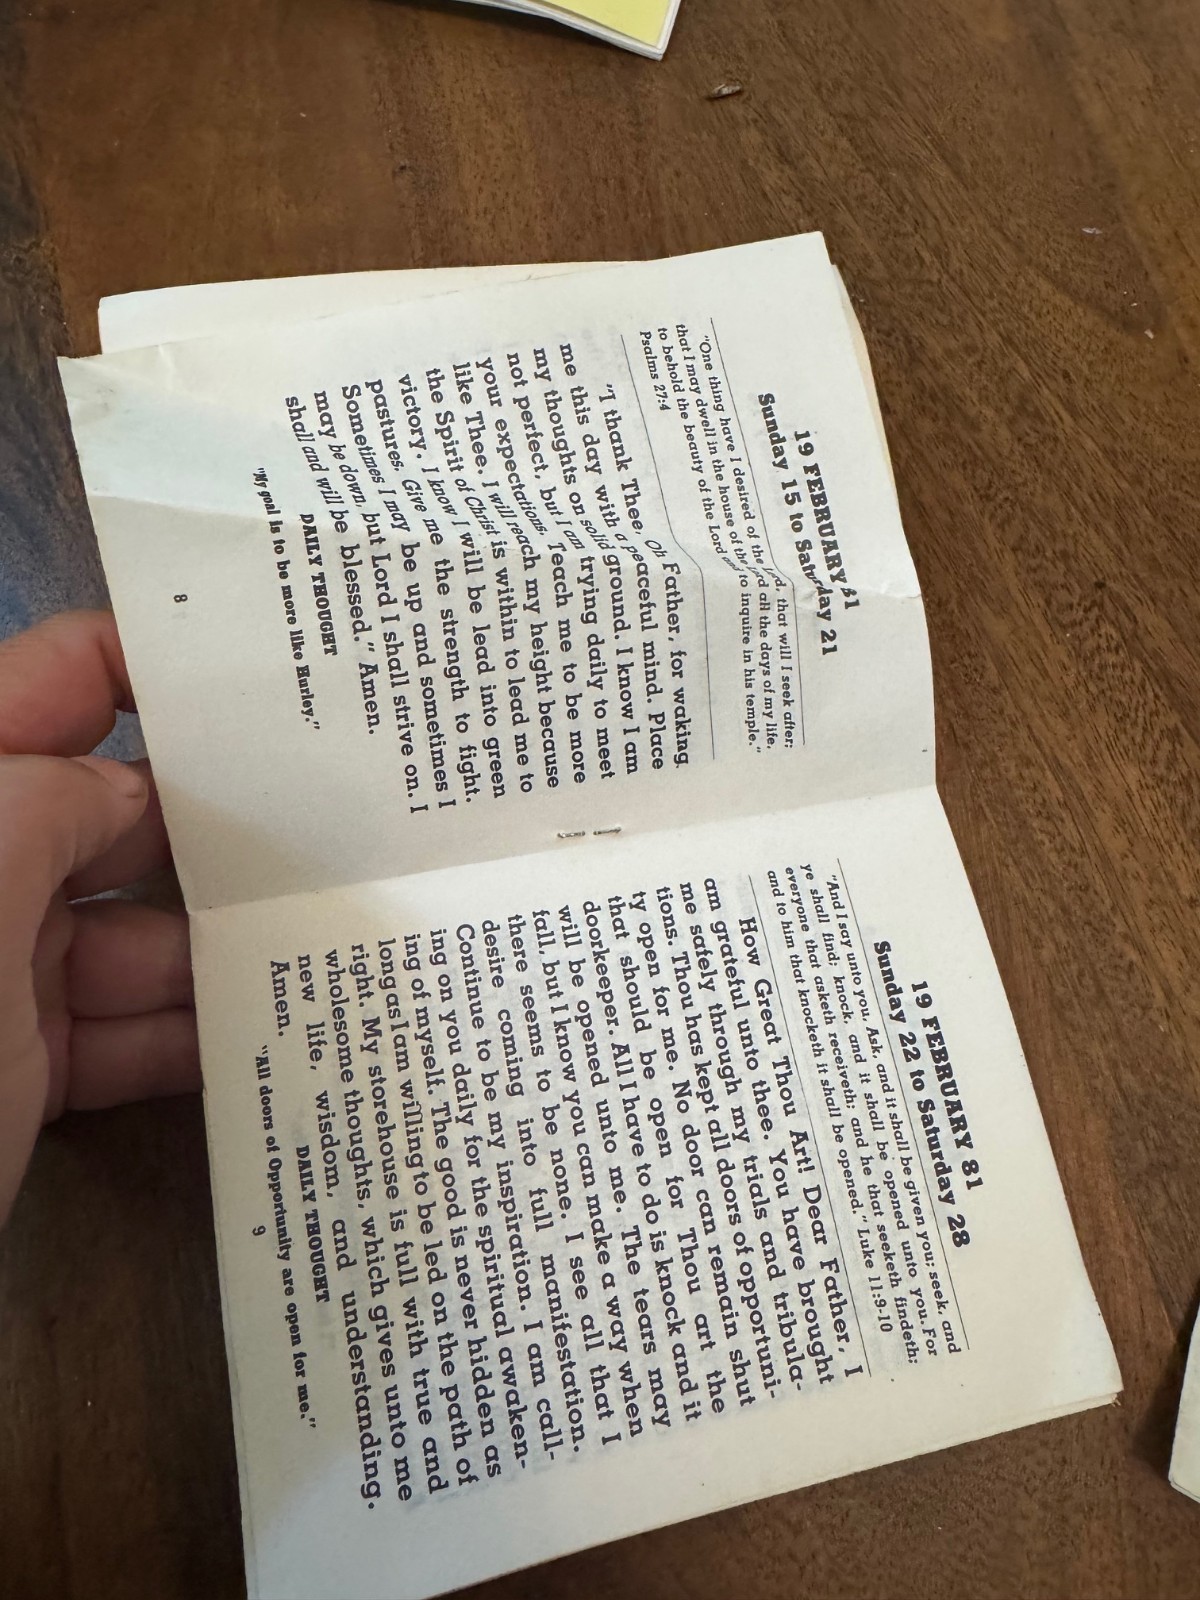 19 FEBRUARY 81
Sunday 15 to Saturday 21
"One thing have I desired of the Lord, that will I seek after;
that I may dwell in the house of the Lord all the days of my life,
to behold the beauty of the Lord and to inquire in his temple."
Psalms 27:4
"I thank Thee, Oh Father, for waking
me this day with a peaceful mind. Place
my thoughts on solid ground. I know I am
not perfect, but I am trying daily to meet
your expectations. Teach me to be more
like Thee. I will reach my height because
the Spirit of Christ is within to lead me to
victory. I know I will be lead into green
pastures. Give me the strength to fight.
Sometimes I may be up and sometimes I
may be down, but Lord I shall strive on. I
shall and will be blessed." Amen.
DAILY THOUGHT
"My goal is to be more like Hurley."
8
19 FEBRUARY 81
Sunday 22 to Saturday 28
"And I say unto you, Ask, and it shall be given you; seek, and
ye shall find; knock, and it shall be opened unto you. For
everyone that asketh receiveth; and he that seeketh findeth;
and to him that knocketh it shall be opened." Luke 11:9-10
How Great Thou Art! Dear Father, I
am grateful unto thee. You have brought
me safely through my trials and tribula-
tions. Thou has kept all doors of opportuni-
ty open for me. No door can remain shut
that should be open for Thou art the
doorkeeper. All I have to do is knock and it
will be opened unto me. The tears may
fall, but I know you can make a way when
there seems to be none. I see all that I
desire coming into full manifestation.
Continue to be my inspiration. I am call-
ing on you daily for the spiritual awaken-
ing of myself. The good is never hidden as
long as I am willing to be led on the path of
right. My storehouse is full with true and
wholesome thoughts, which gives unto me
new life, wisdom, and understanding.
Amen.
DAILY THOUGHT
"All doors of Opportunity are open for me."
9